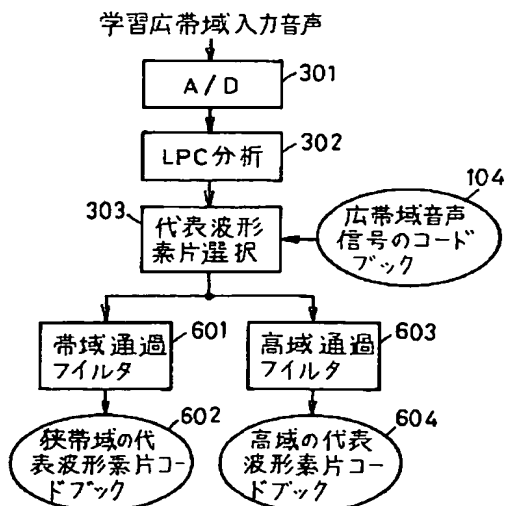 学習広帯域入力音声
A/D
301
LPC分析
302
303
代表波形
素片選択
104
広帯域音声
信号のコード
ブック
帯域通過
フイルタ
601
高域通過
フイルタ
603
602
狭帯域の代
表波形素片コー
ドブック
604
高域の代表
波形素片コー
ドブック